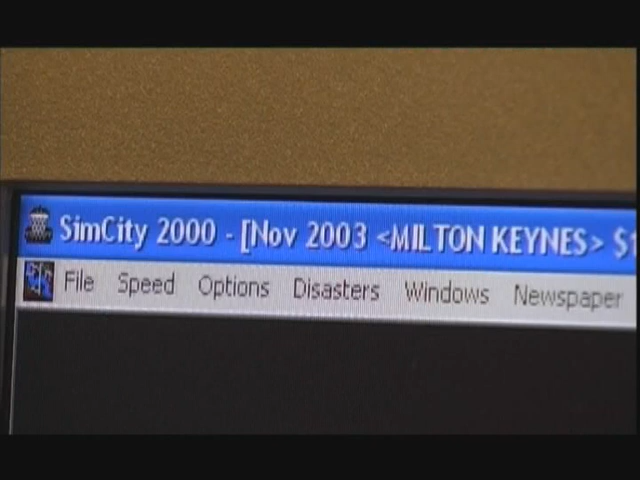 SimCity 2000 - [Nov 2003 <MILTON KEYNES> $
File Speed Options Disasters Windows Newspaper